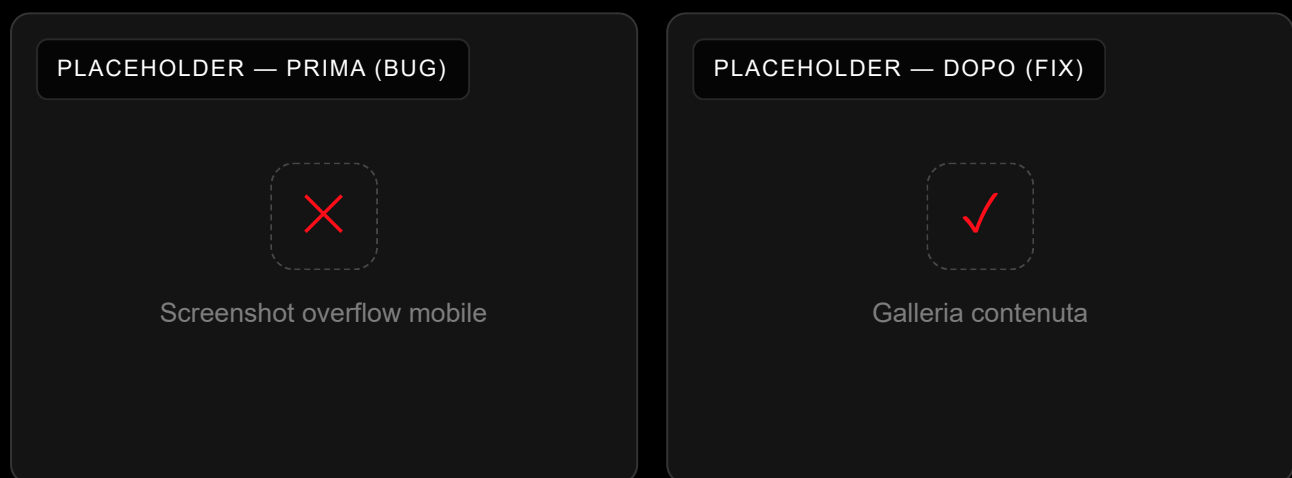 PLACEHOLDER — PRIMA (BUG)
Screenshot overflow mobile
PLACEHOLDER — DOPO (FIX)
Galleria contenuta